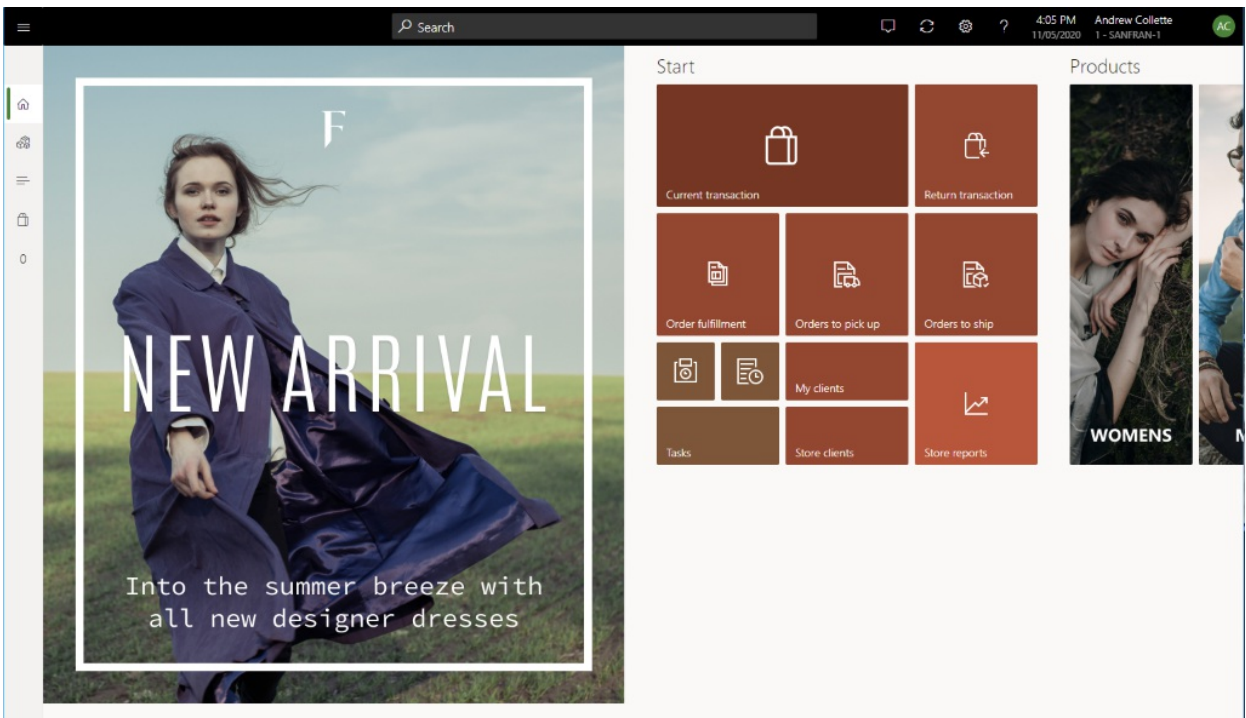 Search
4:05 PM
11/05/2020
Andrew Collette
1 - SANFRAN-1
AC
0
F
NEW ARRIVAL
Into the summer breeze with
all new designer dresses
Start
Current transaction
Return transaction
Order fulfillment
Orders to pick up
Orders to ship
My clients
Tasks
Store clients
Store reports
Products
WOMENS